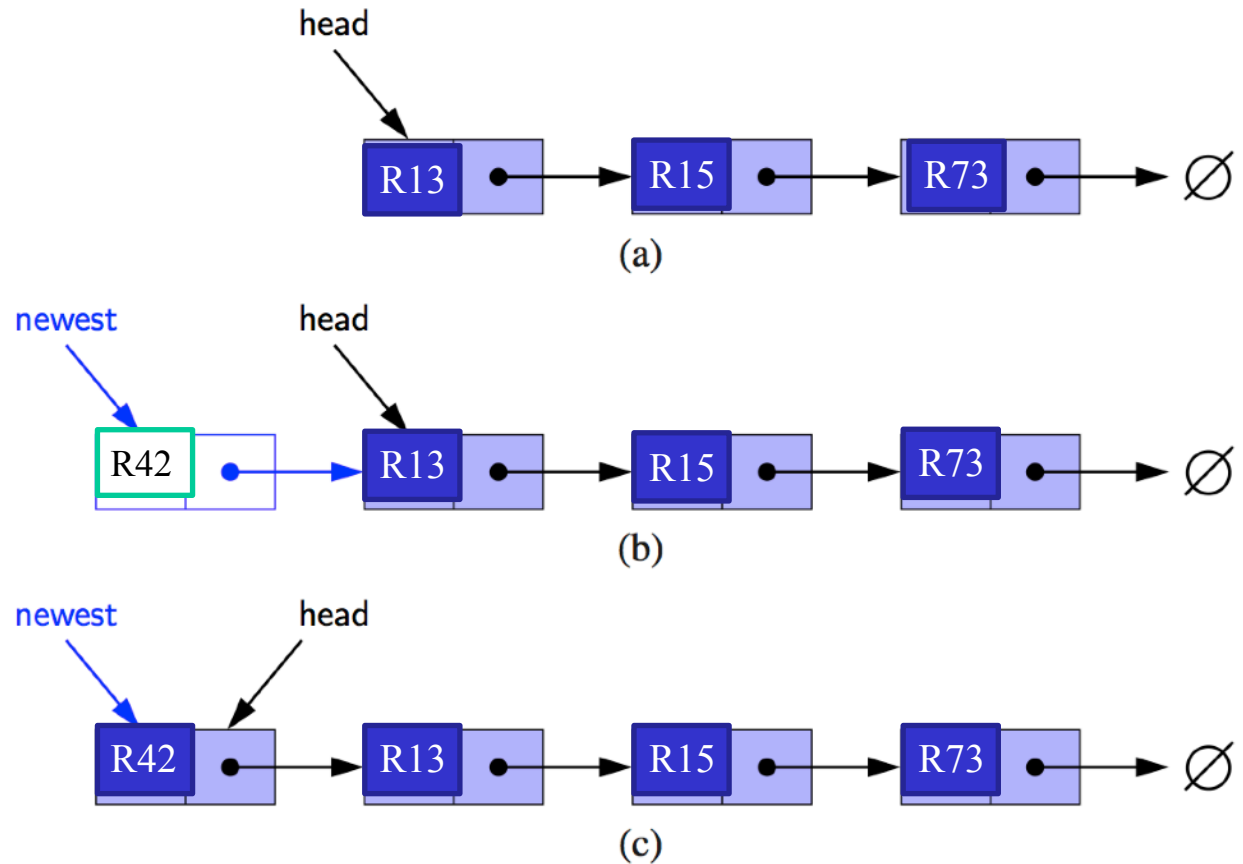 head
R13 R15 R73 ∅
(a)
newest head
R42 R13 R15 R73 ∅
(b)
newest head
R42 R13 R15 R73 ∅
(c)